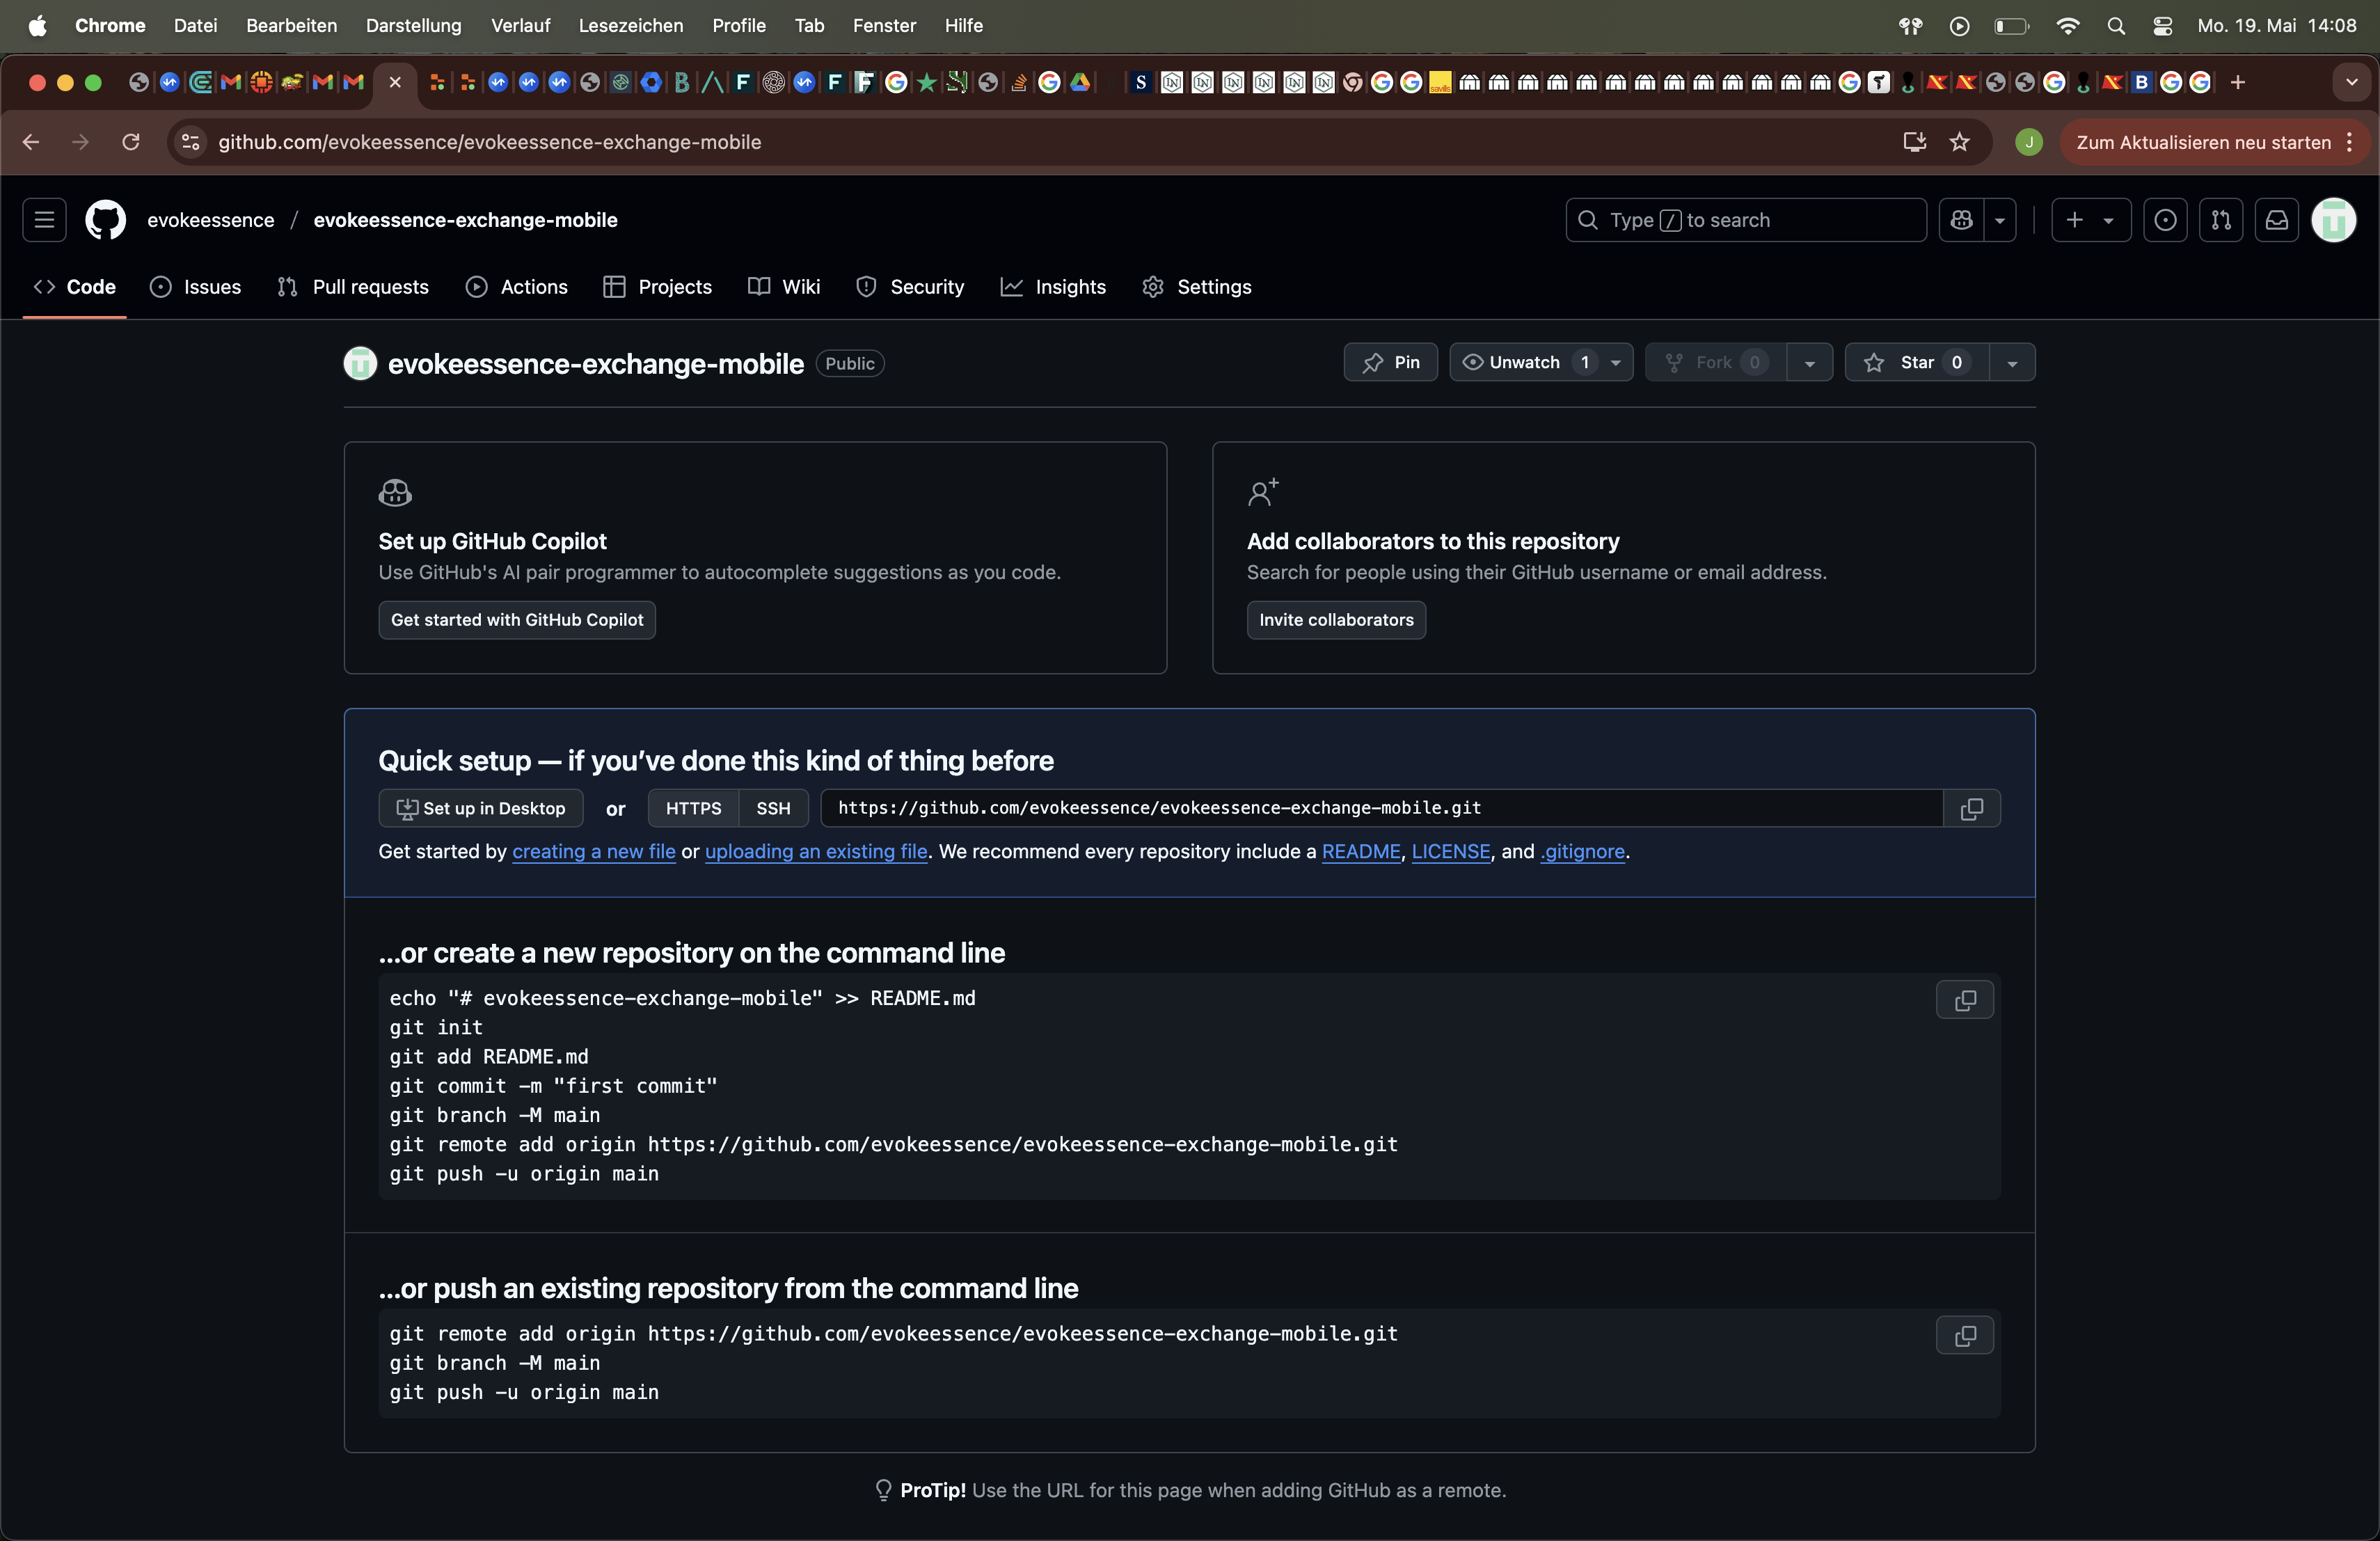 Chrome Datei Bearbeiten Darstellung Verlauf Lesezeichen Profile Tab Fenster Hilfe Mo. 19. Mai 14:08
github.com/evokeessence/evokeessence-exchange-mobile J Zum Aktualisieren neu starten
evokeessence / evokeessence-exchange-mobile Type / to search
Code Issues Pull requests Actions Projects Wiki Security Insights Settings
evokeessence-exchange-mobile Public Pin Unwatch 1 Fork 0 Star 0
Set up GitHub Copilot
Use GitHub's AI pair programmer to autocomplete suggestions as you code.
Get started with GitHub Copilot
Add collaborators to this repository
Search for people using their GitHub username or email address.
Invite collaborators
Quick setup — if you’ve done this kind of thing before
Set up in Desktop or HTTPS SSH https://github.com/evokeessence/evokeessence-exchange-mobile.git
Get started by creating a new file or uploading an existing file. We recommend every repository include a README, LICENSE, and .gitignore.
…or create a new repository on the command line
echo "# evokeessence-exchange-mobile" >> README.md
git init
git add README.md
git commit -m "first commit"
git branch -M main
git remote add origin https://github.com/evokeessence/evokeessence-exchange-mobile.git
git push -u origin main
…or push an existing repository from the command line
git remote add origin https://github.com/evokeessence/evokeessence-exchange-mobile.git
git branch -M main
git push -u origin main
ProTip! Use the URL for this page when adding GitHub as a remote.